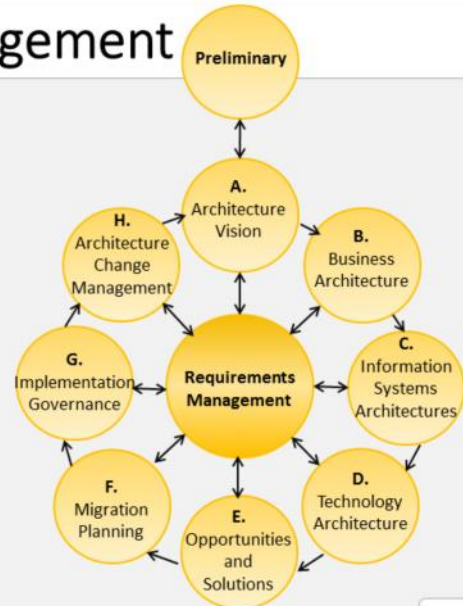 gement
Preliminary
A.
Architecture
Vision
H.
Architecture
Change
Management
B.
Business
Architecture
G.
Implementation
Governance
Requirements
Management
C.
Information
Systems
Architectures
F.
Migration
Planning
E.
Opportunities
and
Solutions
D.
Technology
Architecture